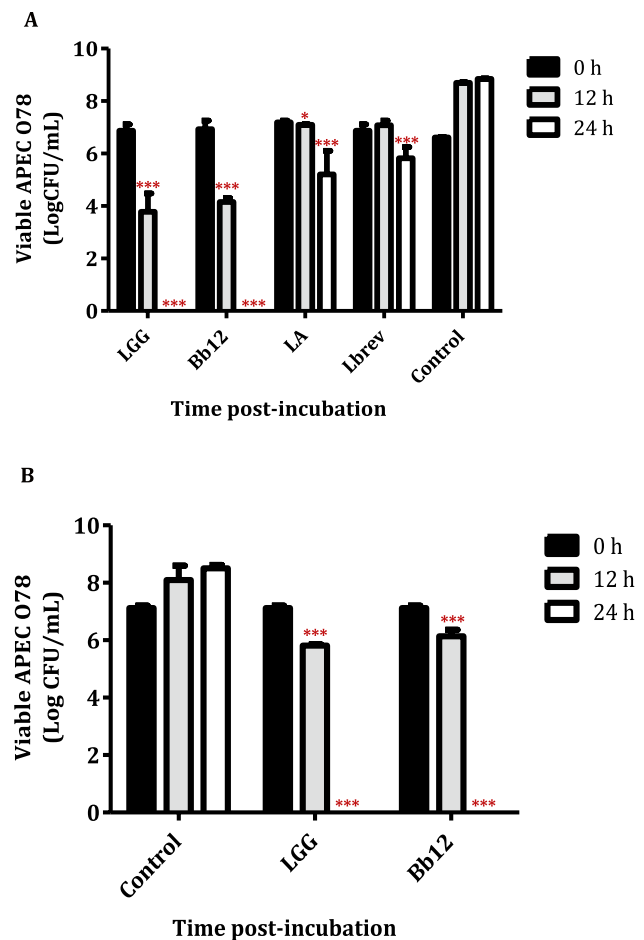 A
10
8
6
4
2
0
Viable APEC O78
(LogCFU/mL)
***
***
***
***
*
***
***
LGG
Bb12
LA
Lbrev
Control
Time post-incubation
0 h
12 h
24 h
B
10
8
6
4
2
0
Viable APEC O78
(Log CFU/mL)
***
***
***
***
Control
LGG
Bb12
Time post-incubation
0 h
12 h
24 h